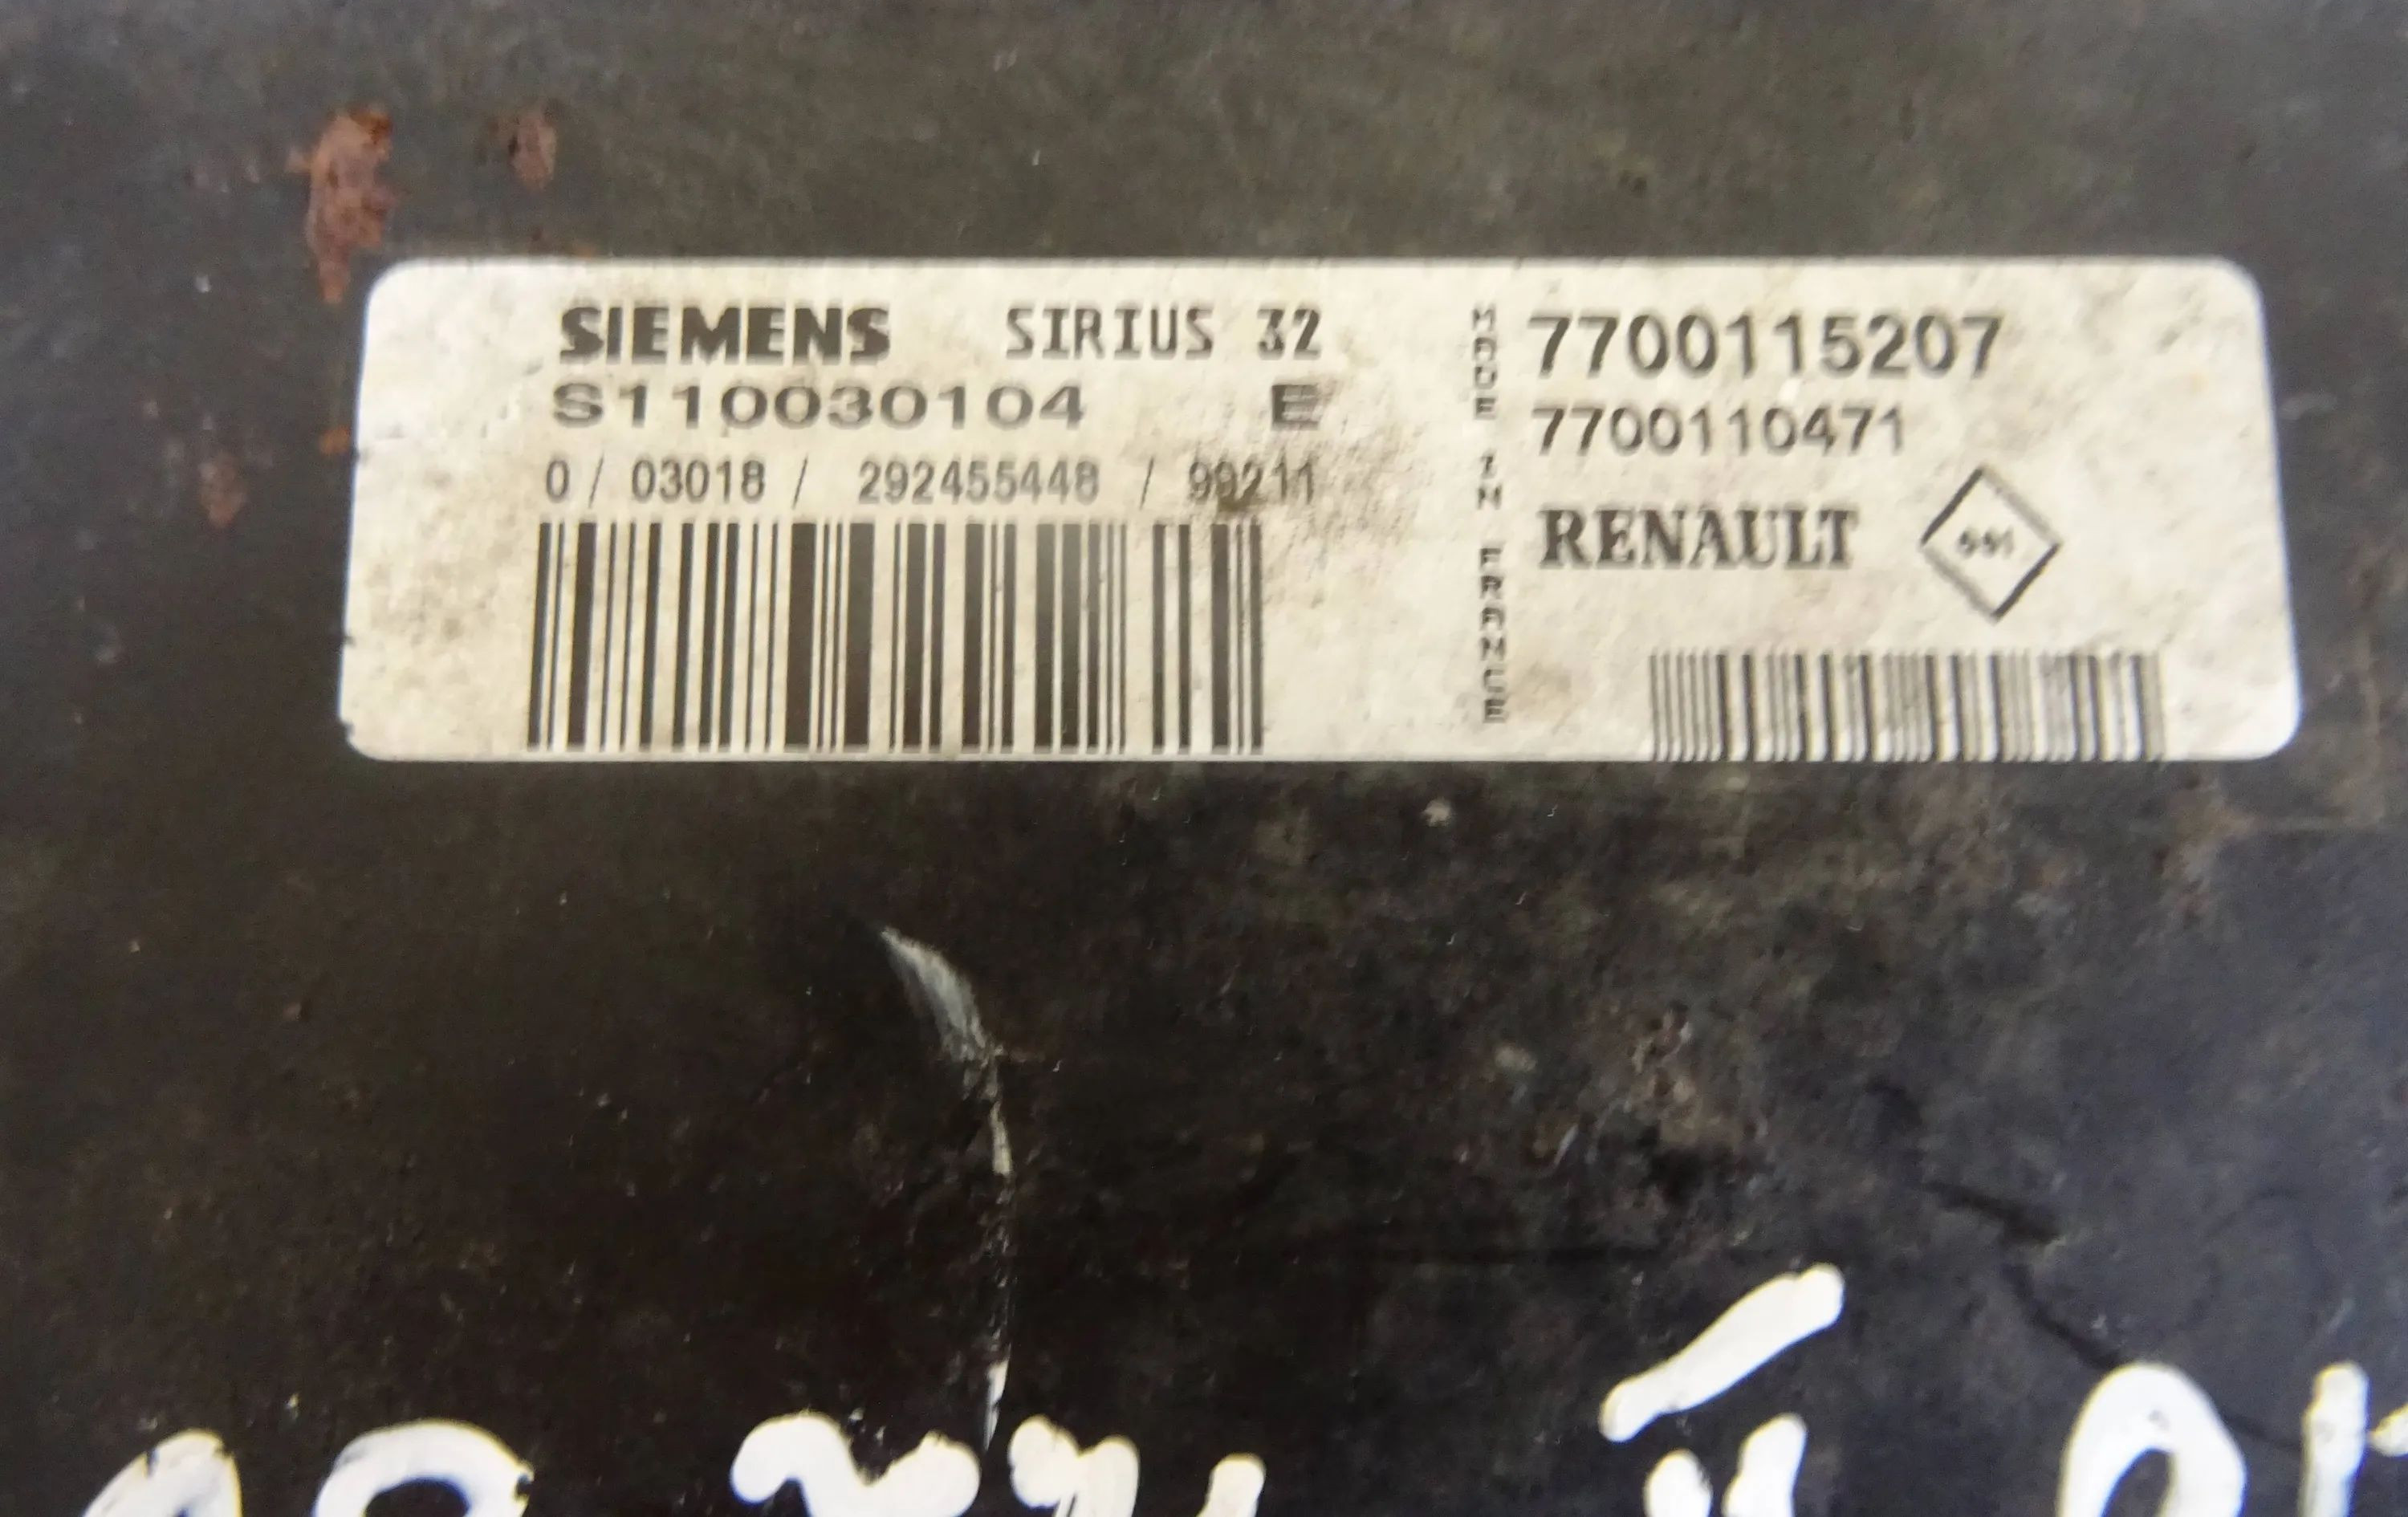 SIEMENS SIRIUS 32
S110030104 E
0 / 03018 / 292455448 / 99211
MADE IN FRANCE
7700115207
7700110471
RENAULT